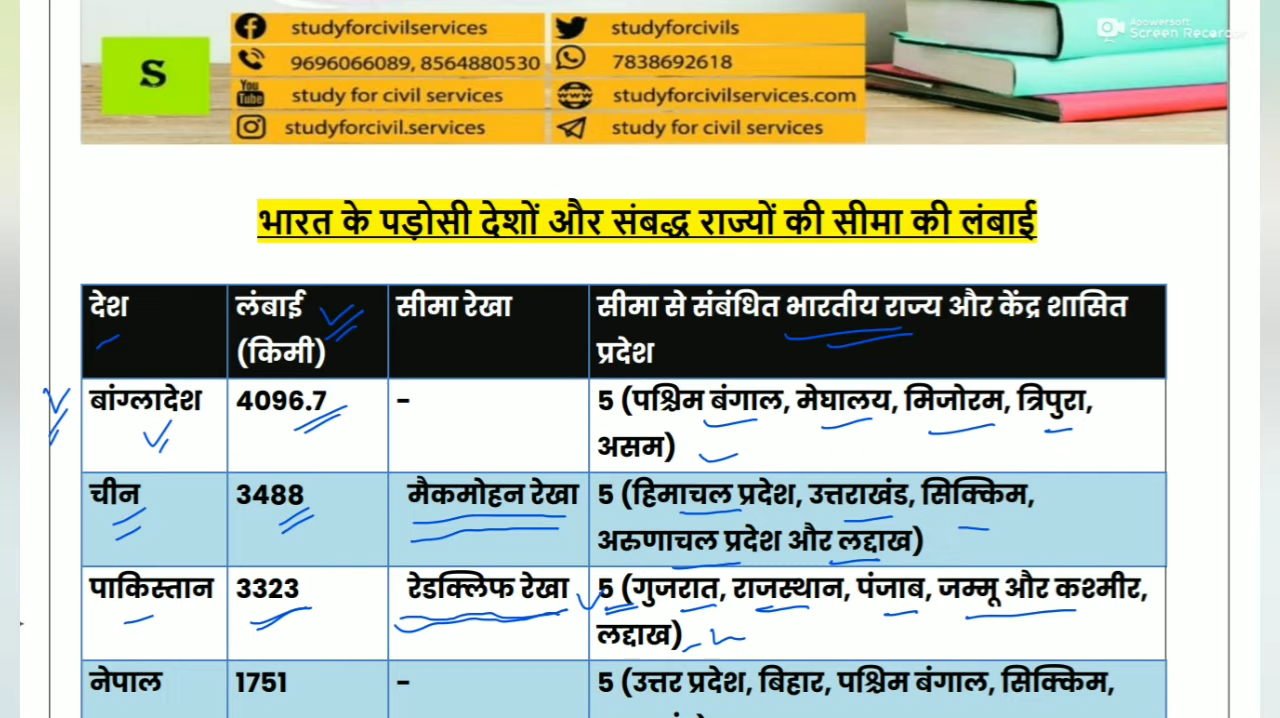 studyforcivilservices
studyforcivils
Apowersoft
Screen Recorder
S
9696066089, 8564880530
7838692618
You
Tube
study for civil services
www
studyforcivilservices.com
studyforcivil.services
study for civil services
भारत के पड़ोसी देशों और संबद्ध राज्यों की सीमा की लंबाई
देश
लंबाई
(किमी)
सीमा रेखा
सीमा से संबंधित भारतीय राज्य और केंद्र शासित
प्रदेश
बांग्लादेश
4096.7
–
5 (पश्चिम बंगाल, मेघालय, मिजोरम, त्रिपुरा,
असम)
चीन
3488
मैकमोहन रेखा
5 (हिमाचल प्रदेश, उत्तराखंड, सिक्किम,
अरुणाचल प्रदेश और लद्दाख)
पाकिस्तान
3323
रेडक्लिफ रेखा
5 (गुजरात, राजस्थान, पंजाब, जम्मू और कश्मीर,
लद्दाख)
नेपाल
1751
–
5 (उत्तर प्रदेश, बिहार, पश्चिम बंगाल, सिक्किम,